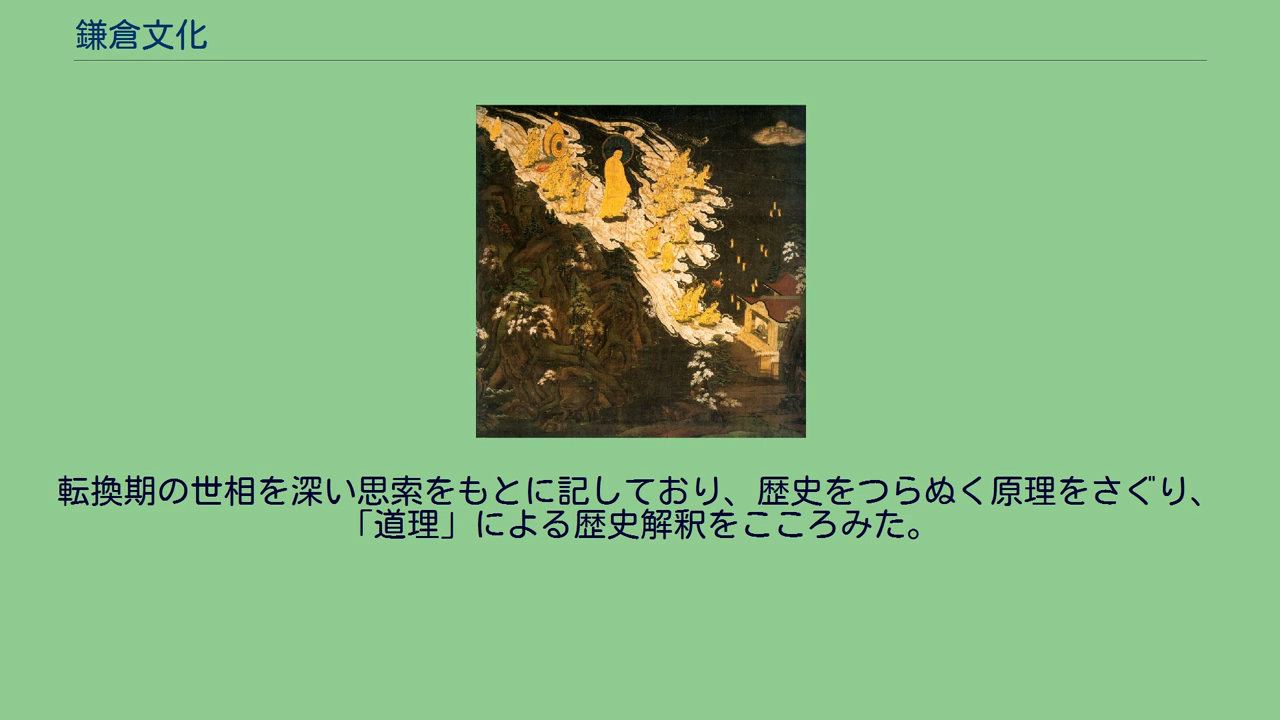 鎌倉文化
転換期の世相を深い思索をもとに記しており、歴史をつらぬく原理をさぐり、
「道理」による歴史解釈をこころみた。